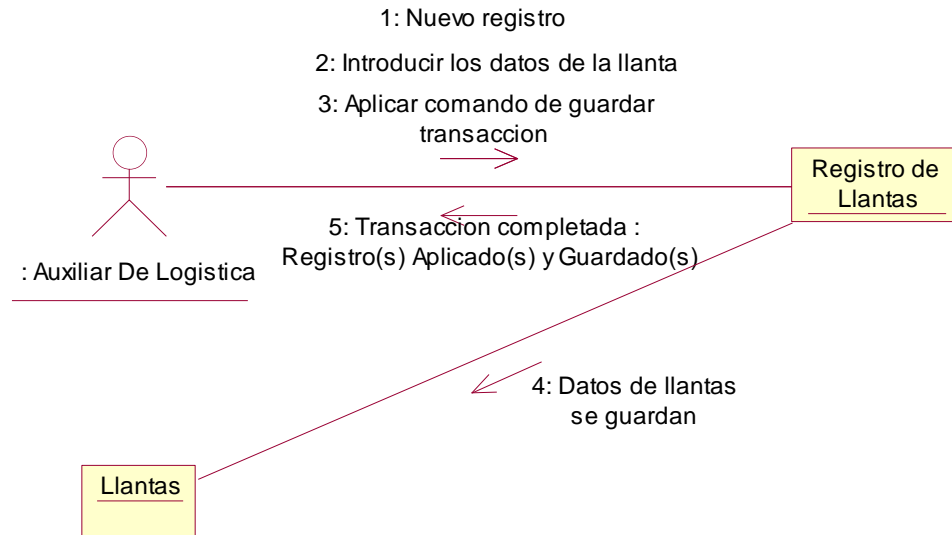 1: Nuevo registro
2: Introducir los datos de la llanta
3: Aplicar comando de guardar
transaccion
Registro de
Llantas
5: Transaccion completada :
Registro(s) Aplicado(s) y Guardado(s)
: Auxiliar De Logistica
4: Datos de llantas
se guardan
Llantas